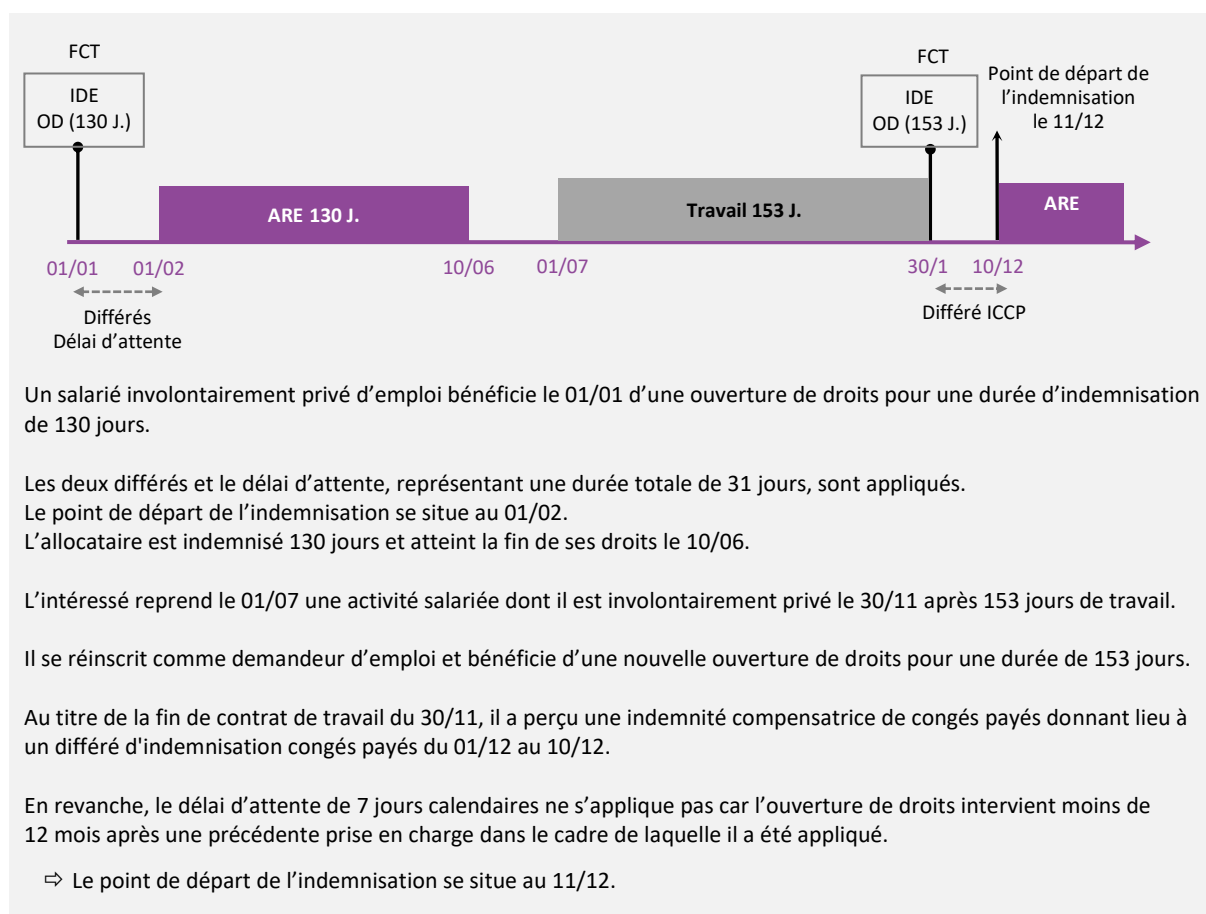 FCT
IDE
OD (130 J.)
FCT
IDE
OD (153 J.)
Point de départ de
l’indemnisation
le 11/12
ARE 130 J.
Travail 153 J.
ARE
01/01
01/02
10/06
01/07
30/1
10/12
Différés
Délai d’attente
Différé ICCP
Un salarié involontairement privé d’emploi bénéficie le 01/01 d’une ouverture de droits pour une durée d’indemnisation
de 130 jours.
Les deux différés et le délai d’attente, représentant une durée totale de 31 jours, sont appliqués.
Le point de départ de l’indemnisation se situe au 01/02.
L’allocataire est indemnisé 130 jours et atteint la fin de ses droits le 10/06.
L’intéressé reprend le 01/07 une activité salariée dont il est involontairement privé le 30/11 après 153 jours de travail.
Il se réinscrit comme demandeur d’emploi et bénéficie d’une nouvelle ouverture de droits pour une durée de 153 jours.
Au titre de la fin de contrat de travail du 30/11, il a perçu une indemnité compensatrice de congés payés donnant lieu à
un différé d'indemnisation congés payés du 01/12 au 10/12.
En revanche, le délai d’attente de 7 jours calendaires ne s’applique pas car l’ouverture de droits intervient moins de
12 mois après une précédente prise en charge dans le cadre de laquelle il a été appliqué.
⇨ Le point de départ de l’indemnisation se situe au 11/12.